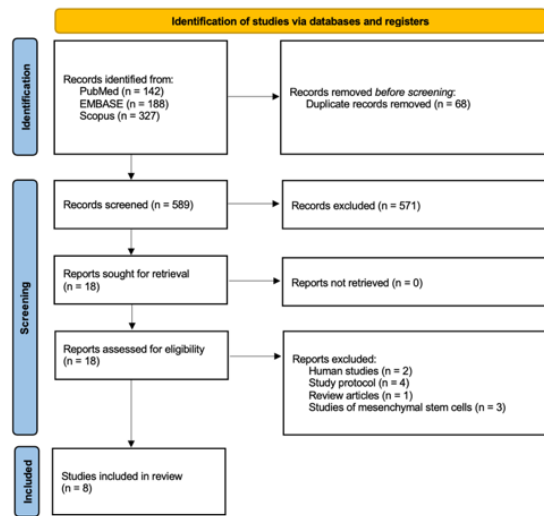 Identification of studies via databases and registers
Identification
Records identified from:
PubMed (n = 142)
EMBASE (n = 188)
Scopus (n = 327)
Records removed before screening:
Duplicate records removed (n = 68)
Screening
Records screened (n = 589)
Records excluded (n = 571)
Reports sought for retrieval
(n = 18)
Reports not retrieved (n = 0)
Reports assessed for eligibility
(n = 18)
Reports excluded:
Human studies (n = 2)
Study protocol (n = 4)
Review articles (n = 1)
Studies of mesenchymal stem cells (n = 3)
Included
Studies included in review
(n = 8)